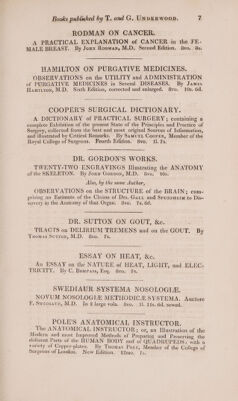 Books published by T. and G. UNDERWOOD. 7
RODMAN ON CANCER.
A PRACTICAL EXPLANATION of CANCER in the FE-
MALE BREAST. By JOHN RODMAN, M.D. Second Edition. 8vo. 8s.
HAMILTON ON PURGATIVE MEDICINES.
OBSERVATIONS on the UTILITY and ADMINISTRATION
of PURGATIVE MEDICINES in Several DISEASES. By JAMES
HAMILTON, M.D. Sixth Edition, corrected and enlarged. 8vo. 10s. 6d.
COOPER'S SURGICAL DICTIONARY.
A DICTIONARY of PRACTICAL SURGERY; containing a
complete Exhibition of the present State of the Principles and Practice of
Surgery, collected from the best and most original Sources of Information,
and illustrated by Critical Remarks. By SAMUEL COOPER, Member of the
Royal College of Surgeons. Fourth Edition. 8vo. 1l. 1s.
DR. GORDON'S WORKS.
TWENTY-TWO ENGRAVINGS Illustrating the ANATOMY
of the SKELETON. By JOHN GORDON, M.D. 8vo. 10s.
Also, by the same Author,
OBSERVATIONS on the STRUCTURE of the BRAIN; com-
prising an Estimate of the Claims of Drs. GALL and SPURZHEIM to Dis-
covery in the Anatomy of that Organ. 8vo. 7s. 6d.
DR. SUTTON ON GOUT, &c.
TRACTS on DELIRIUM TREMENS and on the GOUT. By
THOMAS SUTTON, M.D. 8vo. 7s.
ESSAY ON HEAT, &c.
An ESSAY on the NATURE of HEAT, LIGHT, and ELEC-
TRICITY. By C. BOMPASS, Esq. 8vo. 7s.
SWEDIAUR SYSTEMA NOSOLOGIÆ.
NOVUM NOSOLOGIÆ METHODICÆ SYSTEMA. Auctore
F. SWEDIAUR, M.D. In 2 large vols. 8vo. 1l. 11s. 6d. sewed.
POLE'S ANATOMICAL INSTRUCTOR.
The ANATOMICAL INSTRUCTOR; or, an Illustration of the
Modern and most Improved Methods of Preparing and Preserving the
different Parts of the HUMAN BODY and of QUADRUPEDS; with a
variety of Copper-plates. By THOMAS POLE, Member of the College of
Surgeons of London. New Edition. 12mo. 7s.